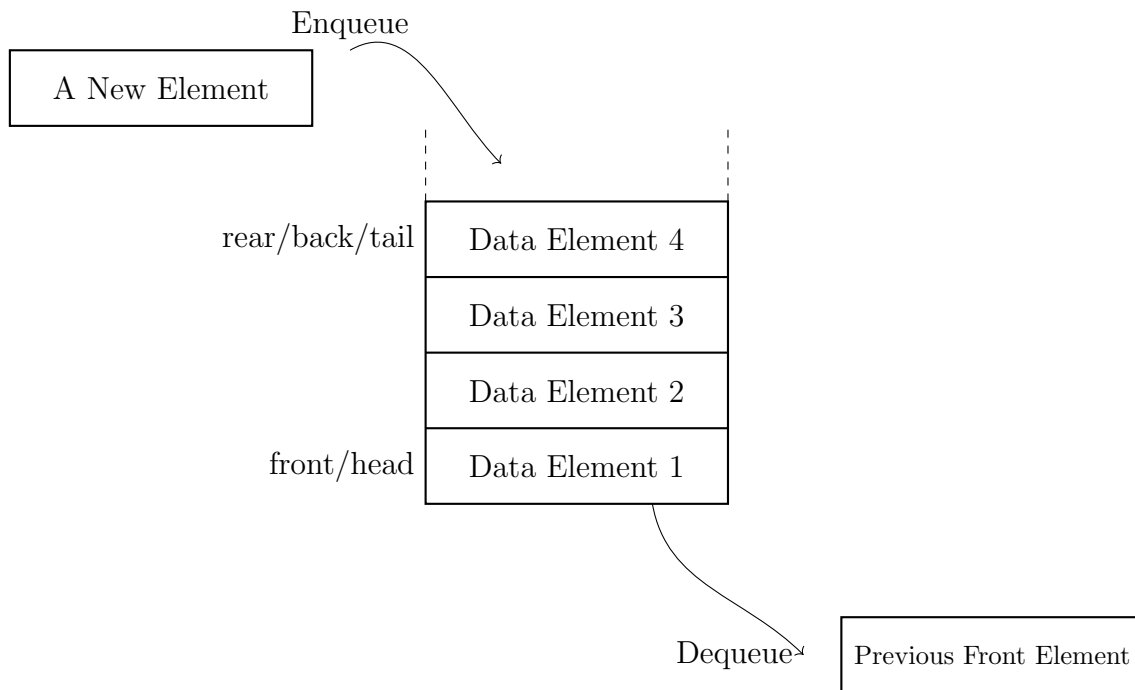 Enqueue
A New Element
rear/back/tail
Data Element 4
Data Element 3
Data Element 2
front/head
Data Element 1
Dequeue
Previous Front Element